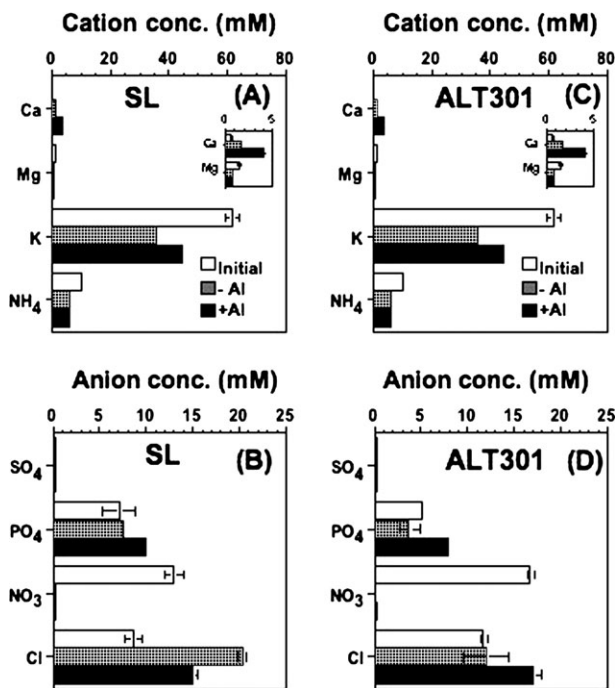 Cation conc. (mM)
0 20 40 60 80
SL
(A)
0 5
Ca
Mg
Ca
Mg
K
NH4
Initial
- Al
+Al
Cation conc. (mM)
0 20 40 60 80
ALT301
(C)
0 5
Ca
Mg
Ca
Mg
K
NH4
Initial
- Al
+Al
Anion conc. (mM)
0 5 10 15 20 25
SL
(B)
SO4
PO4
NO3
Cl
Anion conc. (mM)
0 5 10 15 20 25
ALT301
(D)
SO4
PO4
NO3
Cl